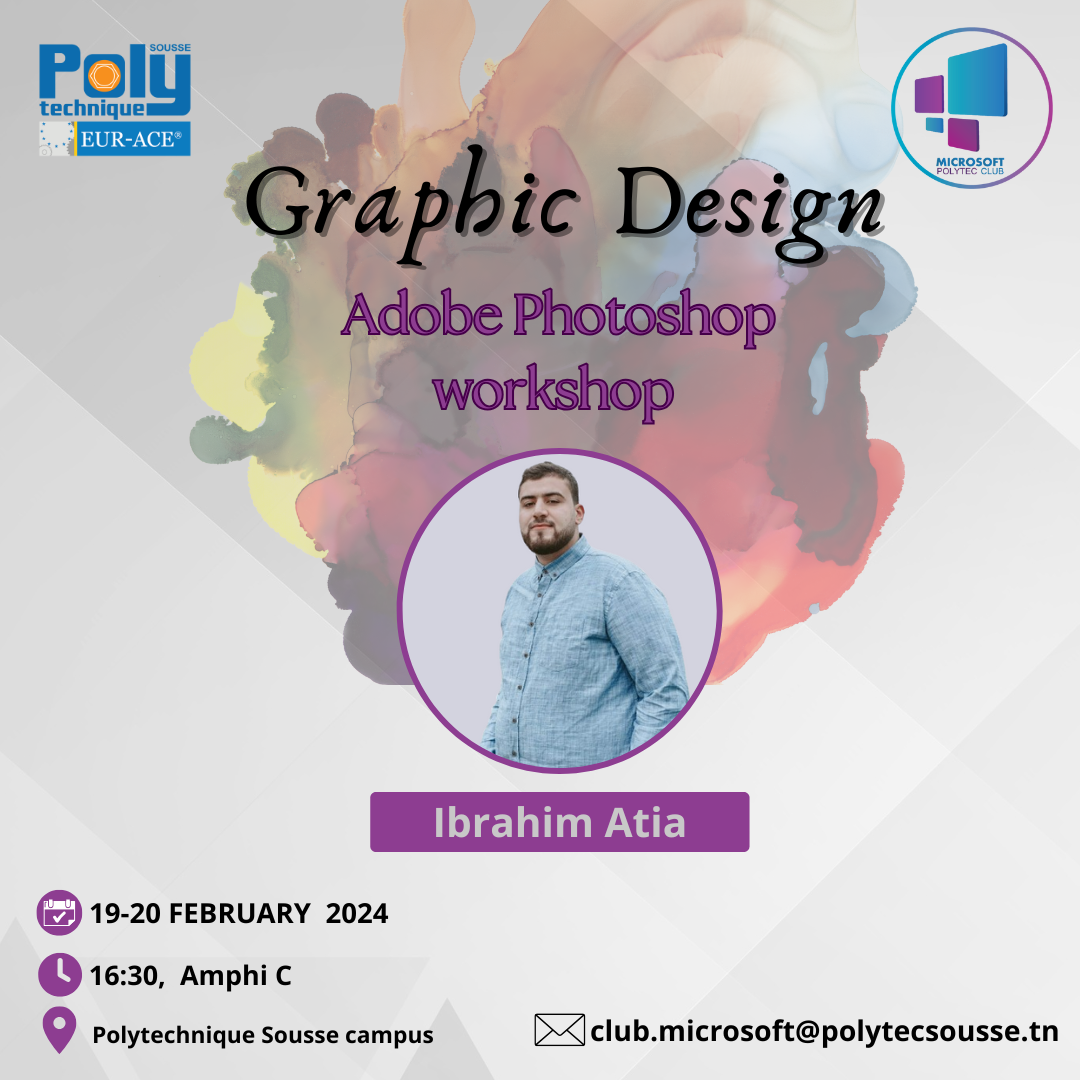 Poly
SOUSSE
technique
EUR-ACE®
MICROSOFT
POLYTEC CLUB
Graphic Design
Adobe Photoshop
workshop
Ibrahim Atia
19-20 FEBRUARY 2024
16:30, Amphi C
Polytechnique Sousse campus
club.microsoft@polytecsousse.tn